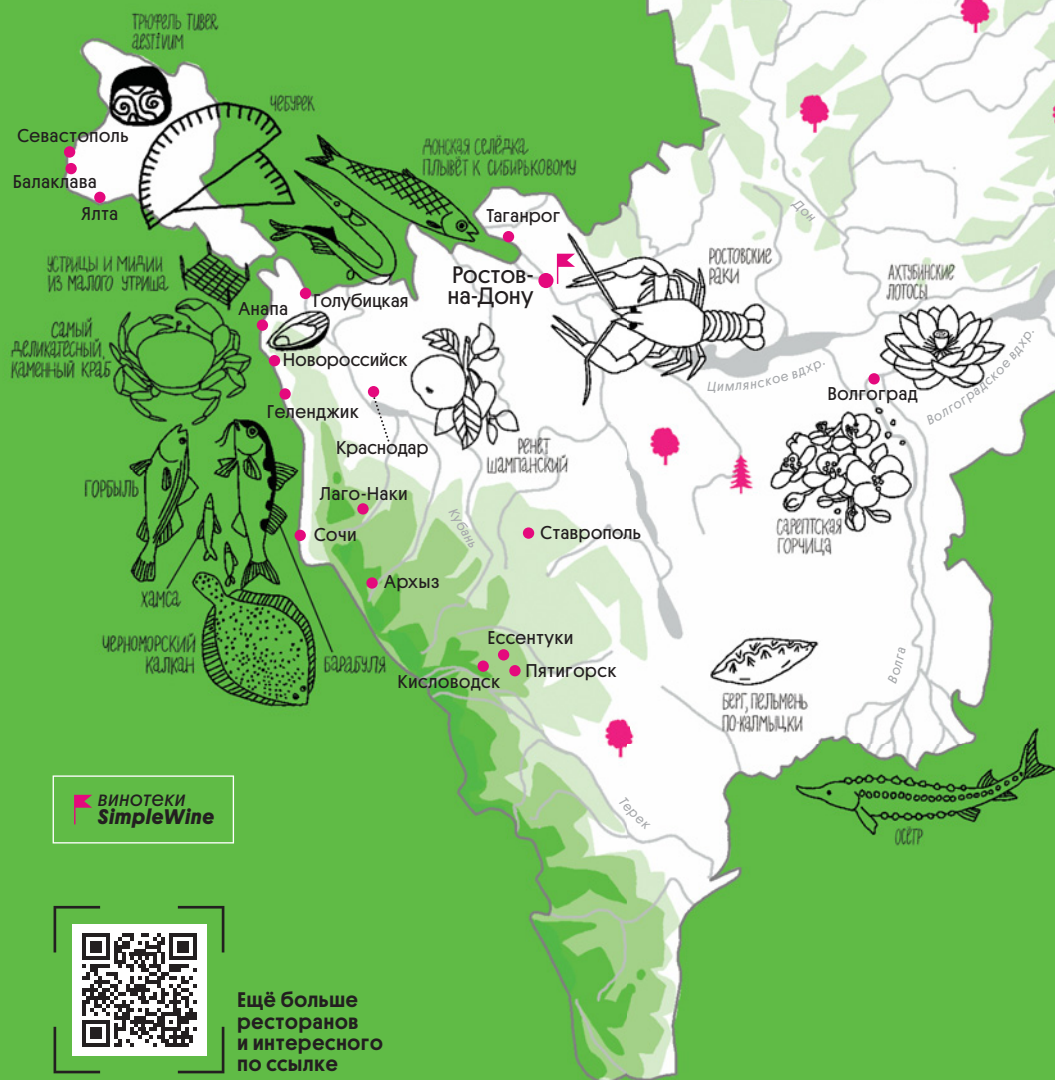 ТРЮФЕЛЬ TUBER
AESTIVUM
ЧЕБУРЕК
Севастополь
Балаклава
Ялта
ДОНСКАЯ СЕЛЁДКА
ПЛЫВЁТ К СИБИРЬКОВОМУ
Таганрог
Дон
Ростов-
на-Дону
РОСТОВСКИЕ
РАКИ
АХТУБИНСКИЕ
ЛОТОСЫ
УСТРИЦЫ И МИДИИ
ИЗ МАЛОГО УТРИША
Голубицкая
Анапа
САМЫЙ
ДЕЛИКАТЕСНЫЙ,
КАМЕННЫЙ КРАБ
Новороссийск
Геленджик
Краснодар
РЕНЕТ
ШАМПАНСКИЙ
Цимлянское вдхр.
Волгоград
Волгоградское вдхр.
ГОРБЫЛЬ
Лаго-Наки
Сочи
Кубань
Ставрополь
САРЕПТСКАЯ
ГОРЧИЦА
Архыз
ХАМСА
ЧЕРНОМОРСКИЙ
КАЛКАН
БАРАБУЛЯ
Ессентуки
Пятигорск
Кисловодск
БЕРГ, ПЕЛЬМЕНЬ
ПО-КАЛМЫЦКИ
Волга
ОСЁТР
Терек
ВИНОТЕКИ
SimpleWine
Ещё больше
ресторанов
и интересного
по ссылке